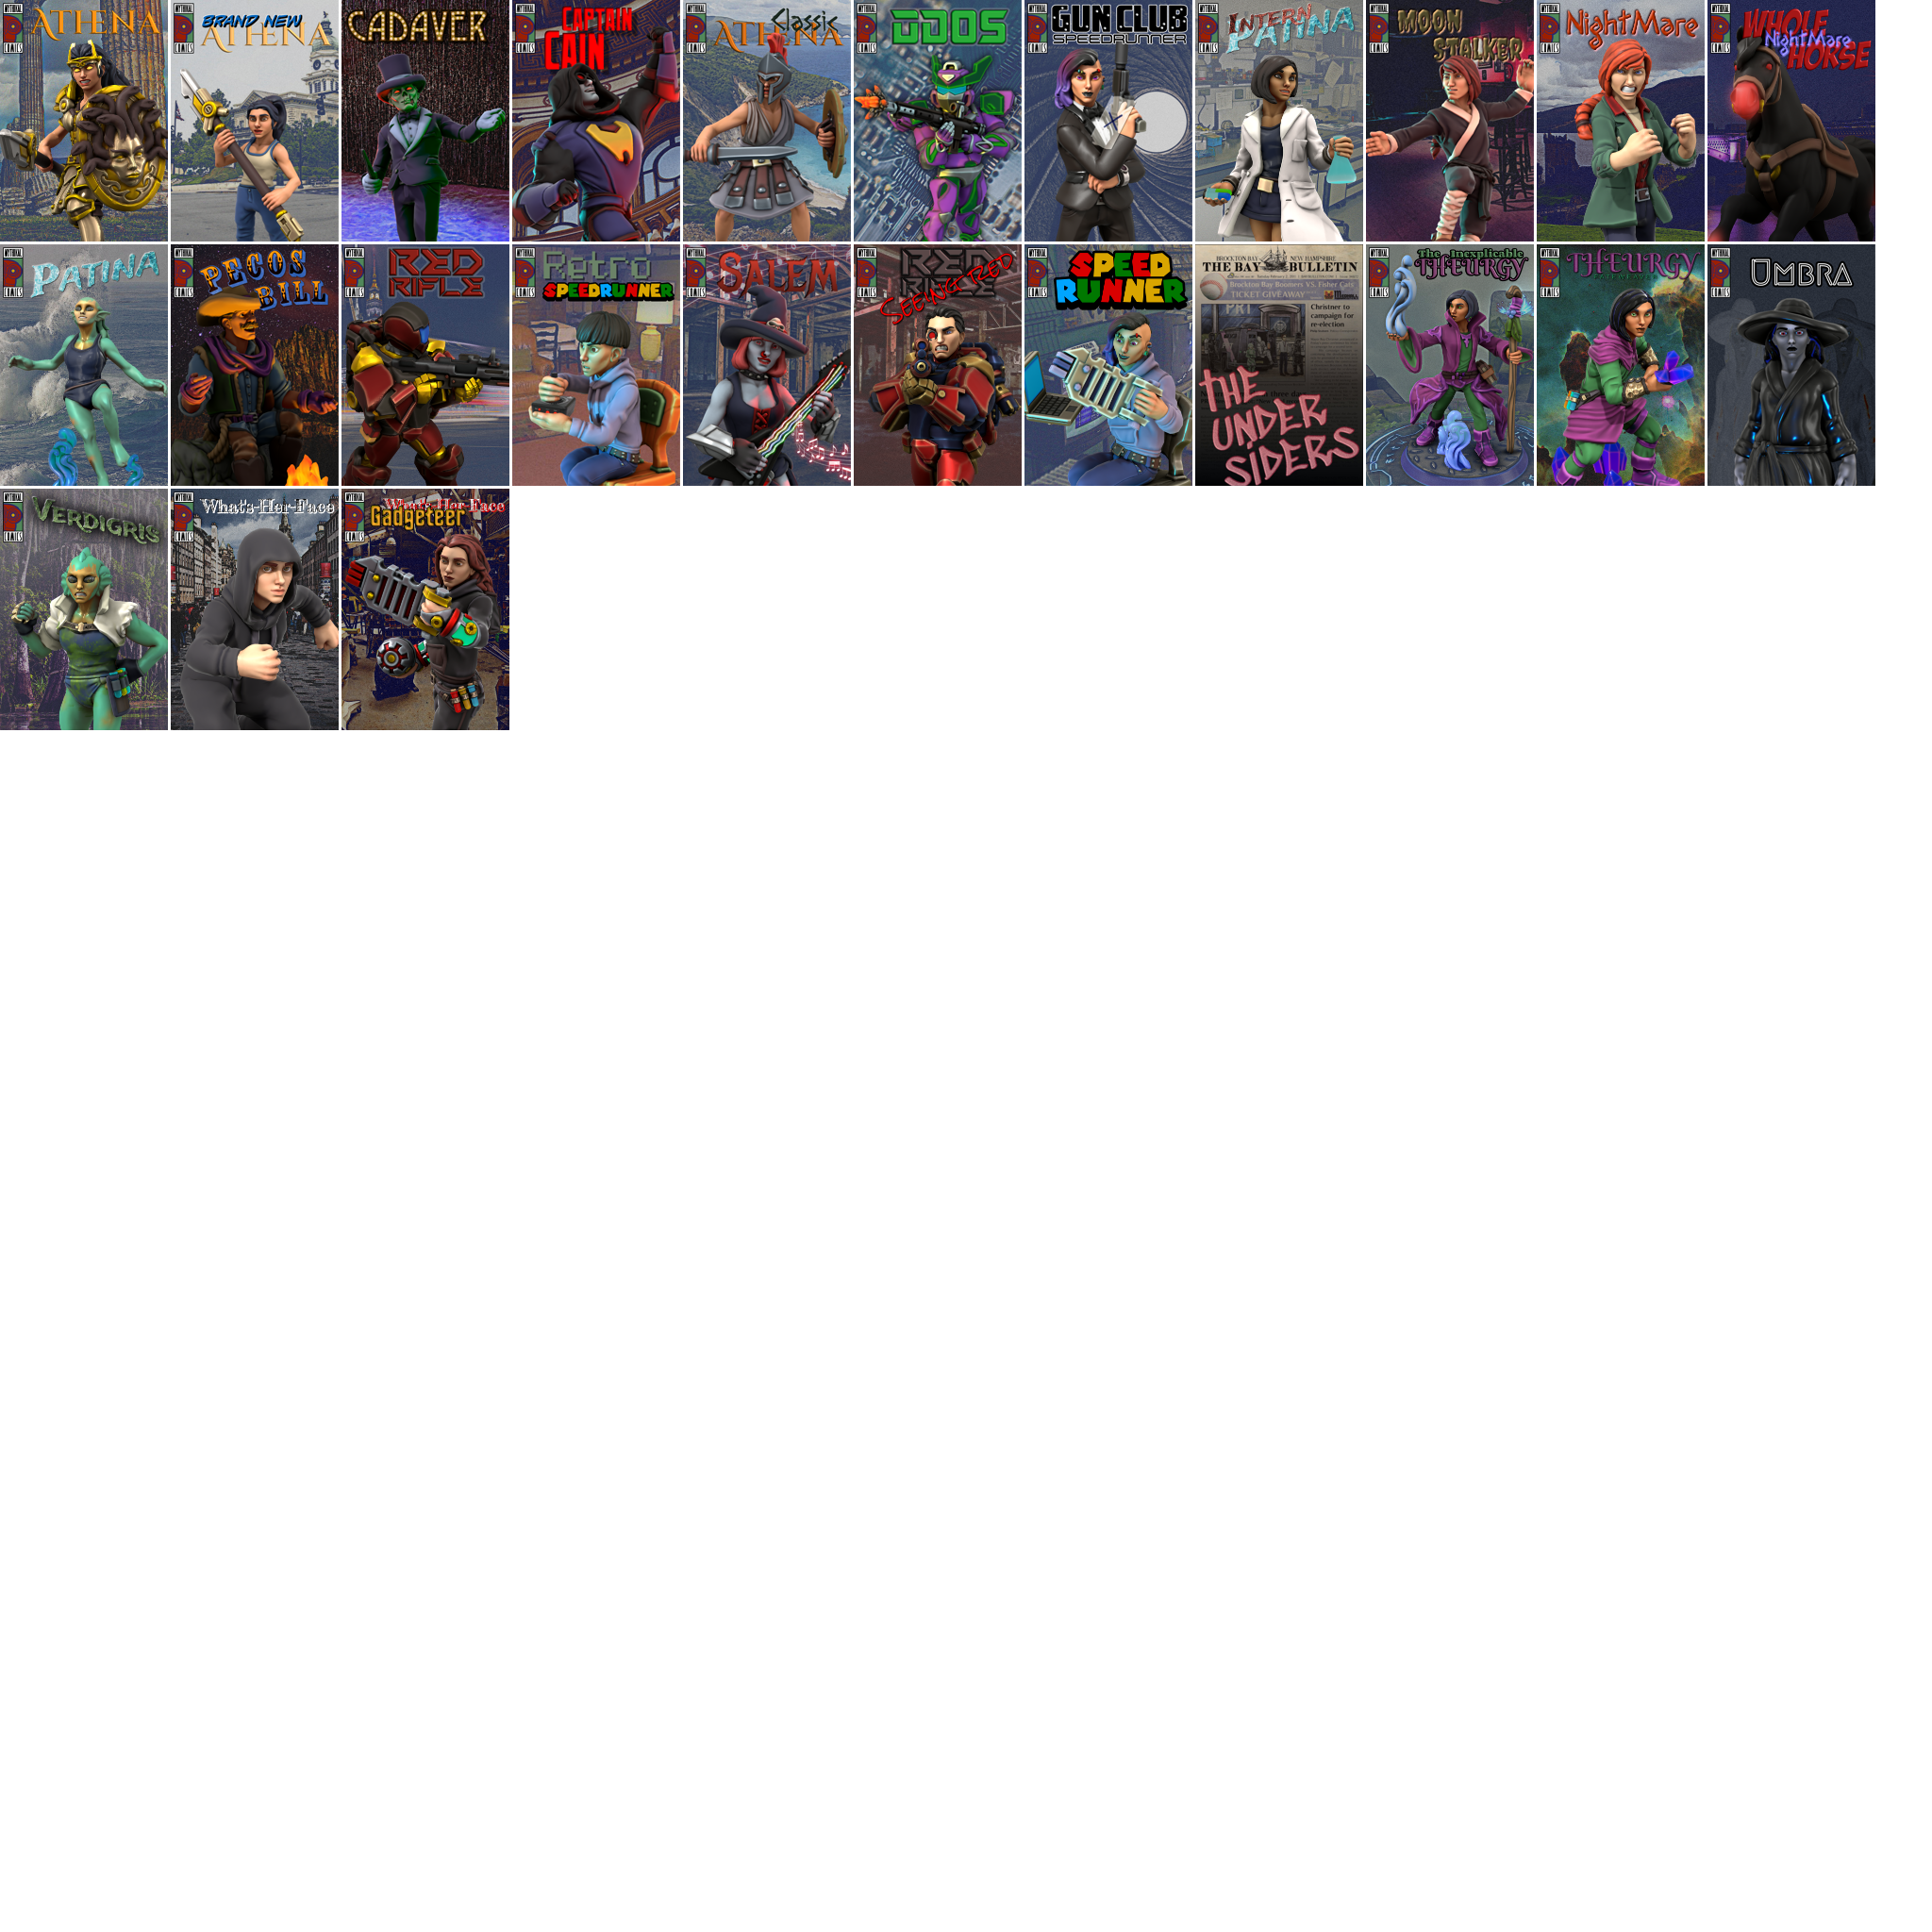 MYTHIC
COMICS
ATHENA
BRAND NEW
ATHENA
CADAVER
CAPTAIN
CAIN
Classic
ATHENA
DDOS
GUN CLUB
SPEEDRUNNER
INTERN
PATINA
MOON
STALKER
NightMare
WHOLE
NightMare
HORSE
PATINA
PECOS
BILL
RED
RIFLE
Retro
SPEEDRUNNER
SALEM
RED
SEEING RED
RIFLE
SPEED
RUNNER
BROCKTON BAY NEW HAMPSHIRE
THE BAY BULLETIN
Brockton Bay Boomers V.S. Fisher Cats
TICKET GIVEAWAY
PRT
Christner to
campaign for
re-election
THE
UNDER
SIDERS
The Inexplicable
THEURGY
THEURGY
UMBRA
VERDIGRIS
What's-Her-Face
What's-Her-Face
Gadgeteer